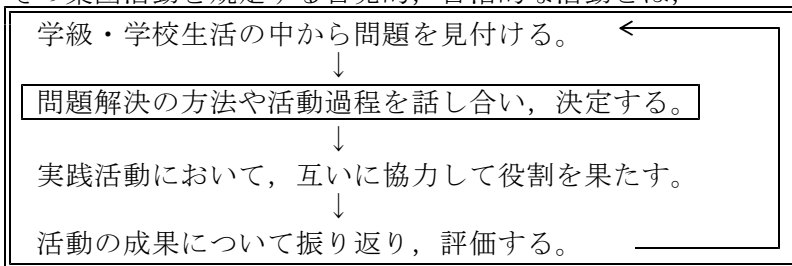 学級・学校生活の中から問題を見付ける。
↓
問題解決の方法や活動過程を話し合い，決定する。
↓
実践活動において，互いに協力して役割を果たす。
↓
活動の成果について振り返り，評価する。